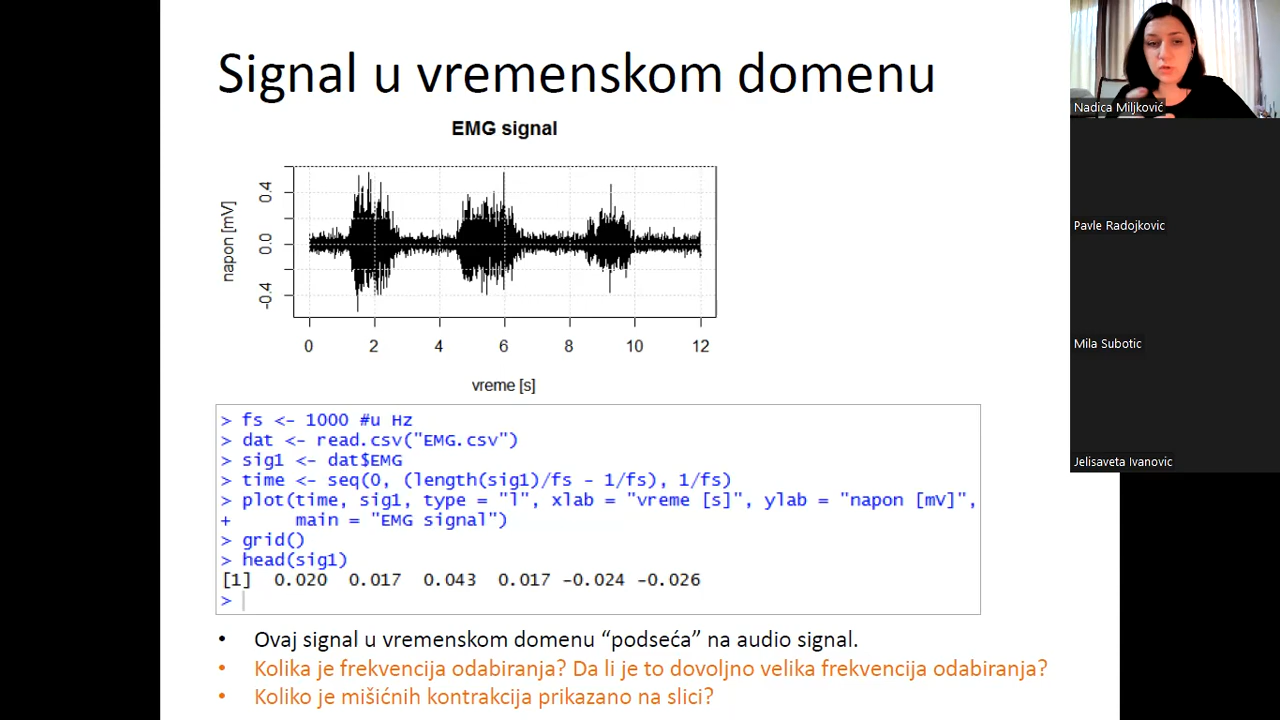 Signal u vremenskom domenu
EMG signal
napon [mV]
0.4
0.0
-0.4
0 2 4 6 8 10 12
vreme [s]
> fs <- 1000 #u Hz
> dat <- read.csv("EMG.csv")
> sig1 <- dat$EMG
> time <- seq(0, (length(sig1)/fs - 1/fs), 1/fs)
> plot(time, sig1, type = "l", xlab = "vreme [s]", ylab = "napon [mV]",
+ main = "EMG signal")
> grid()
> head(sig1)
[1] 0.020 0.017 0.043 0.017 -0.024 -0.026
>
• Ovaj signal u vremenskom domenu “podseća” na audio signal.
• Kolika je frekvencija odabiranja? Da li je to dovoljno velika frekvencija odabiranja?
• Koliko je mišićnih kontrakcija prikazano na slici?
Nadica Miljković
Pavle Radojkovic
Mila Subotic
Jelisaveta Ivanovic